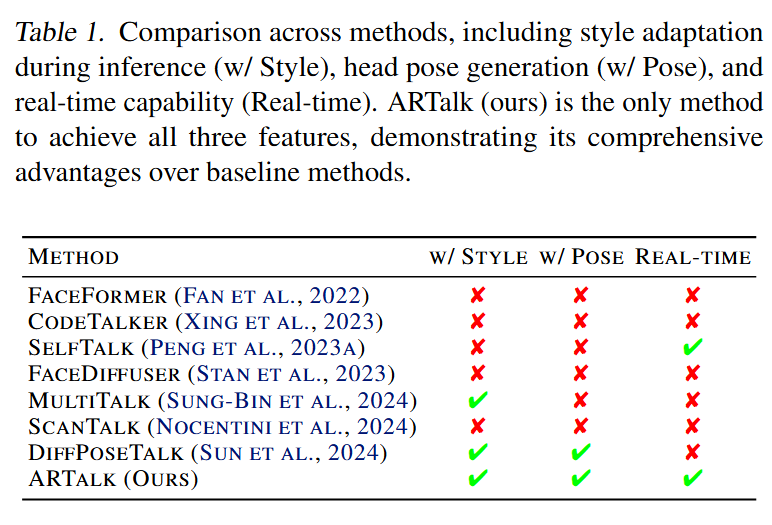 Table 1. Comparison across methods, including style adaptation
during inference (w/ Style), head pose generation (w/ Pose), and
real-time capability (Real-time). ARTalk (ours) is the only method
to achieve all three features, demonstrating its comprehensive
advantages over baseline methods.
METHOD W/ STYLE W/ POSE REAL-TIME
FACEFORMER (FAN ET AL., 2022) ✘ ✘ ✘
CODETALKER (XING ET AL., 2023) ✘ ✘ ✘
SELFTALK (PENG ET AL., 2023A) ✘ ✘ ✔
FACEDIFFUSER (STAN ET AL., 2023) ✘ ✘ ✘
MULTITALK (SUNG-BIN ET AL., 2024) ✔ ✘ ✘
SCANTALK (NOCENTINI ET AL., 2024) ✘ ✘ ✘
DIFFPOSETALK (SUN ET AL., 2024) ✔ ✔ ✘
ARTALK (OURS) ✔ ✔ ✔